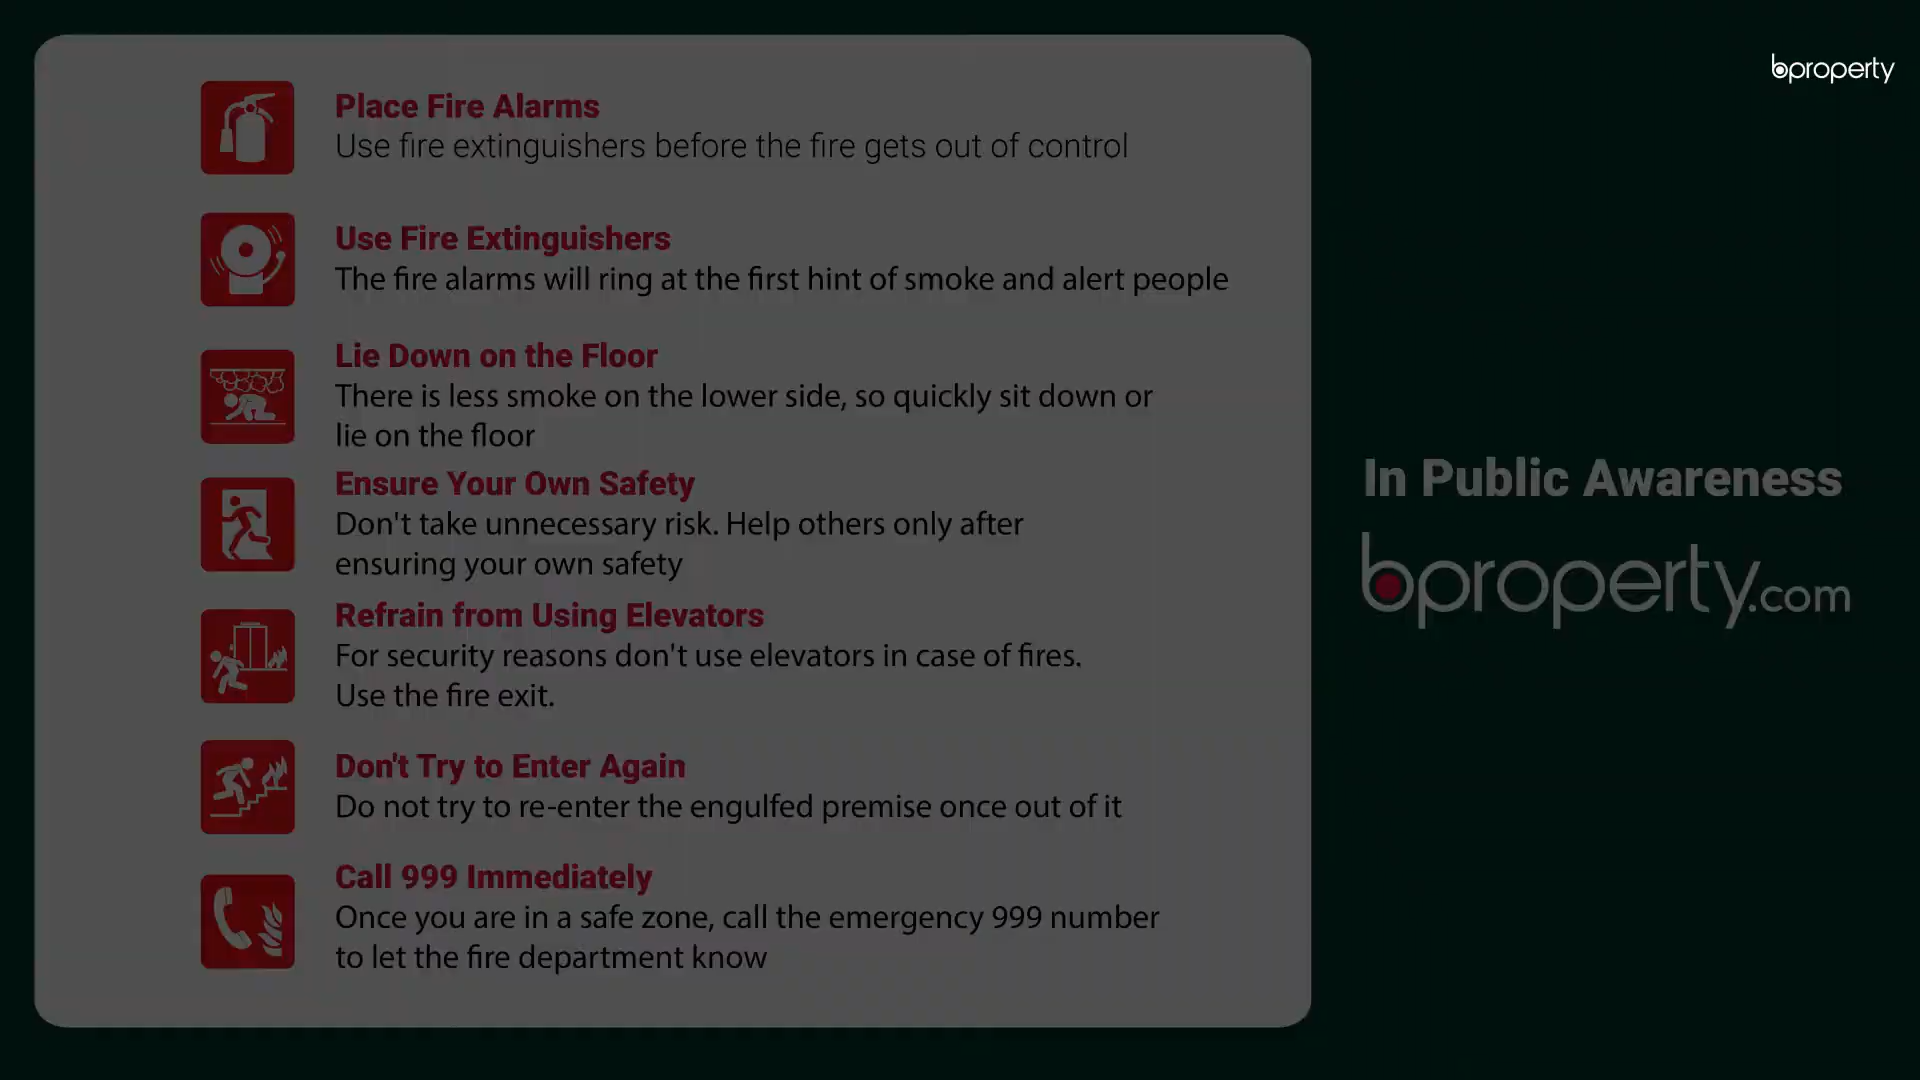 bproperty
Place Fire Alarms
Use fire extinguishers before the fire gets out of control
Use Fire Extinguishers
The fire alarms will ring at the first hint of smoke and alert people
Lie Down on the Floor
There is less smoke on the lower side, so quickly sit down or
lie on the floor
Ensure Your Own Safety
Don't take unnecessary risk. Help others only after
ensuring your own safety
Refrain from Using Elevators
For security reasons don't use elevators in case of fires.
Use the fire exit.
Don't Try to Enter Again
Do not try to re-enter the engulfed premise once out of it
Call 999 Immediately
Once you are in a safe zone, call the emergency 999 number
to let the fire department know
In Public Awareness
bproperty.com